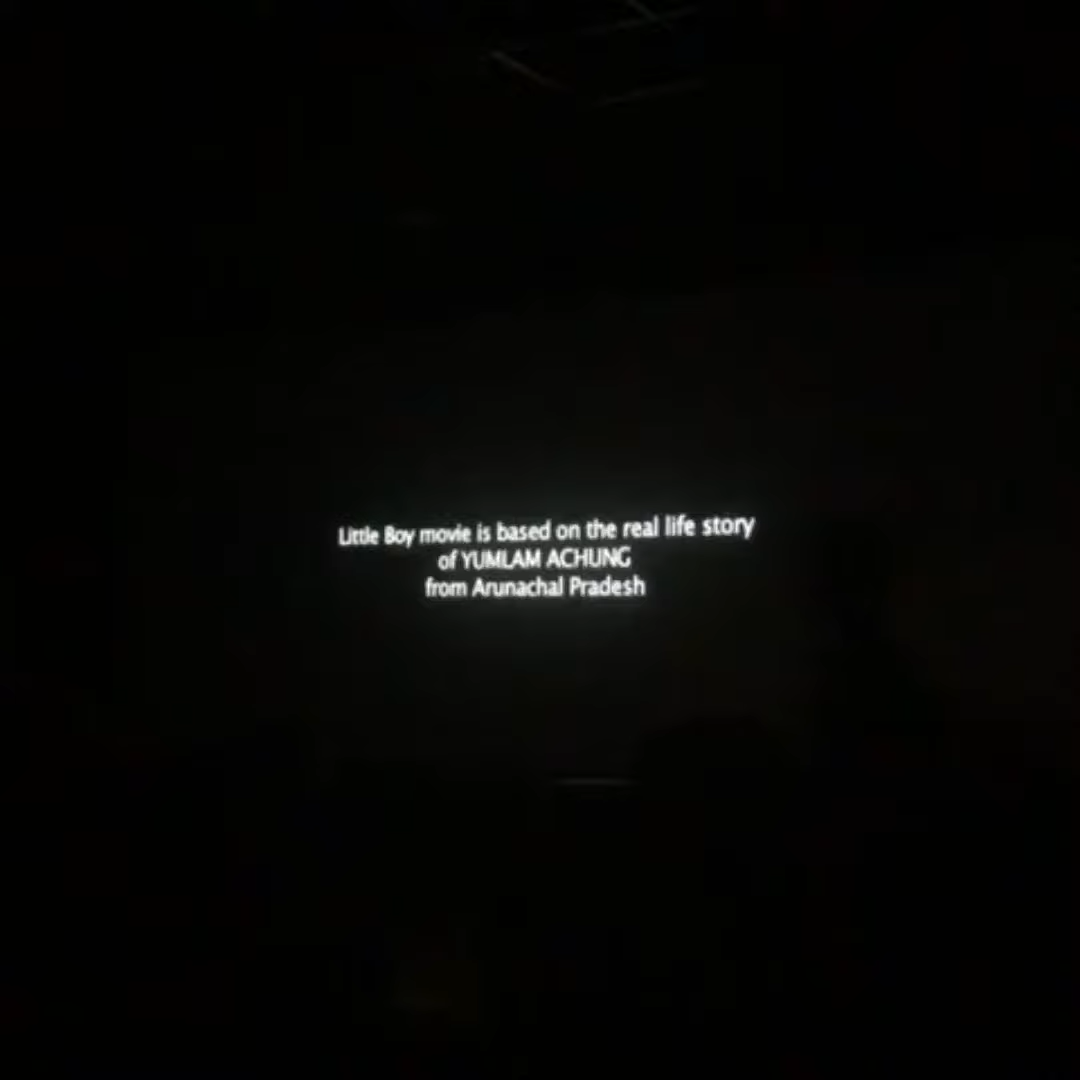 Little Boy movie is based on the real life story
of YUMLAM ACHUNG
from Arunachal Pradesh